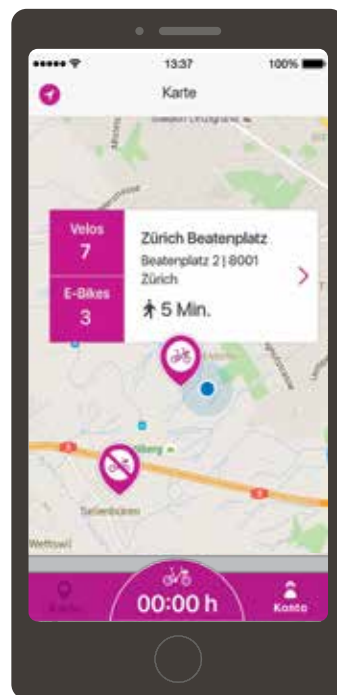 13:37
100%
Karte
Velos
7
E-Bikes
3
Zürich Beatenplatz
Beatenplatz 2 | 8001
Zürich
5 Min.
Wettswil
00:00 h
Konto